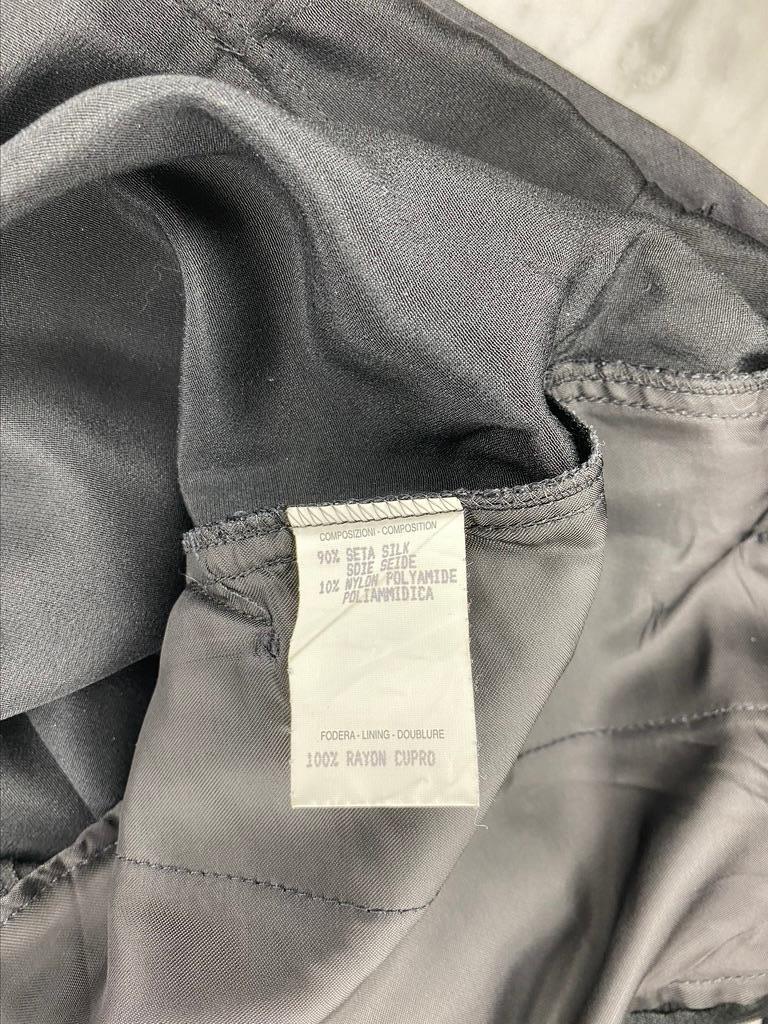 COMPOSIZIONI - COMPOSITION
90% SETA SILK
SOIE SEIDE
10% NYLON POLYAMIDE
POLIAMMIDICA
FODERA - LINING - DOUBLURE
100% RAYON CUPRO